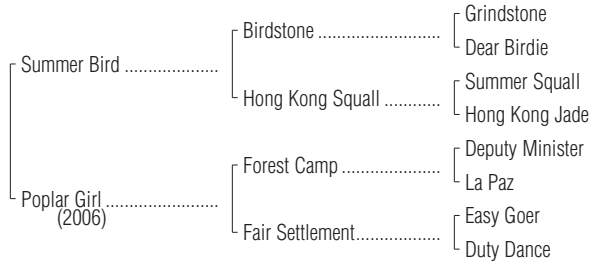 Grindstone
Birdstone ........................
Dear Birdie
Summer Bird ....................
Summer Squall
Hong Kong Squall ............
Hong Kong Jade
Deputy Minister
Forest Camp .....................
La Paz
Poplar Girl ........................
(2006)
Easy Goer
Fair Settlement..................
Duty Dance